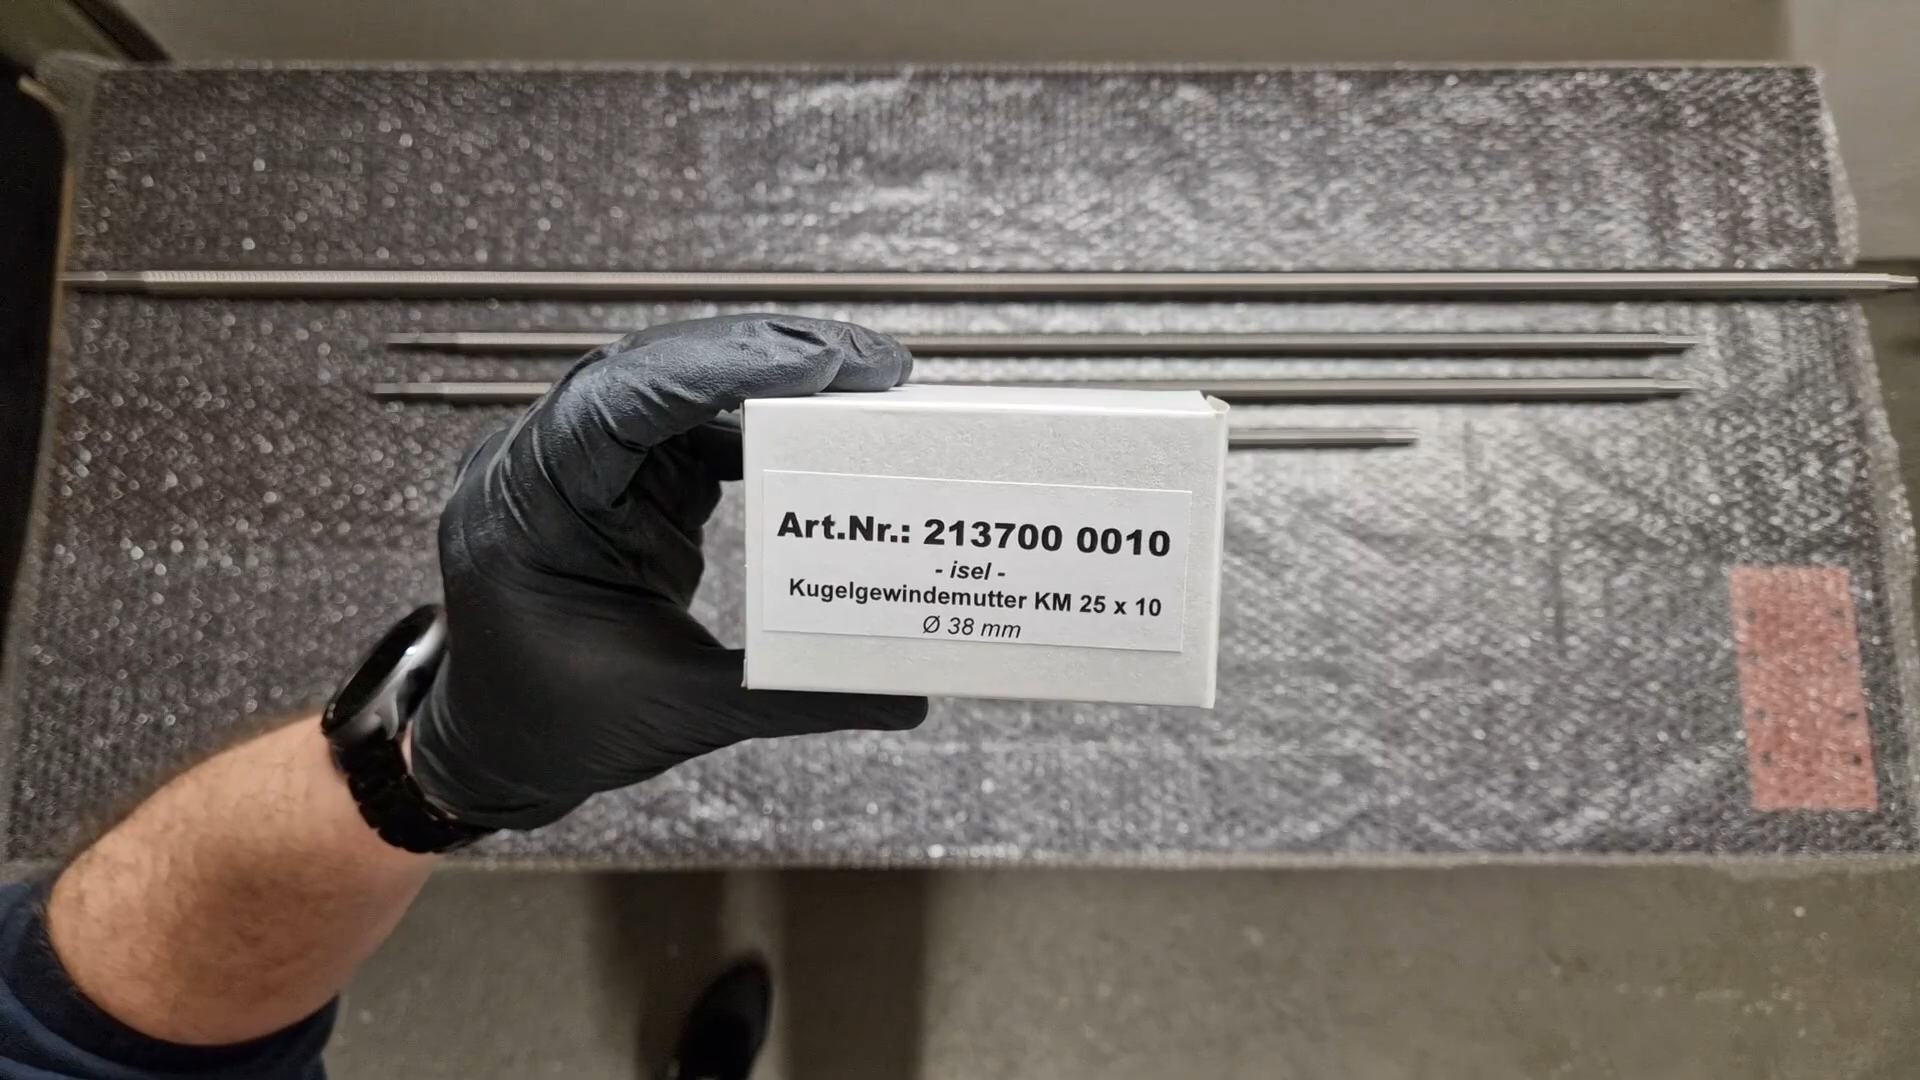 Art.Nr.: 213700 0010
- isel -
Kugelgewindemutter KM 25 x 10
Ø 38 mm